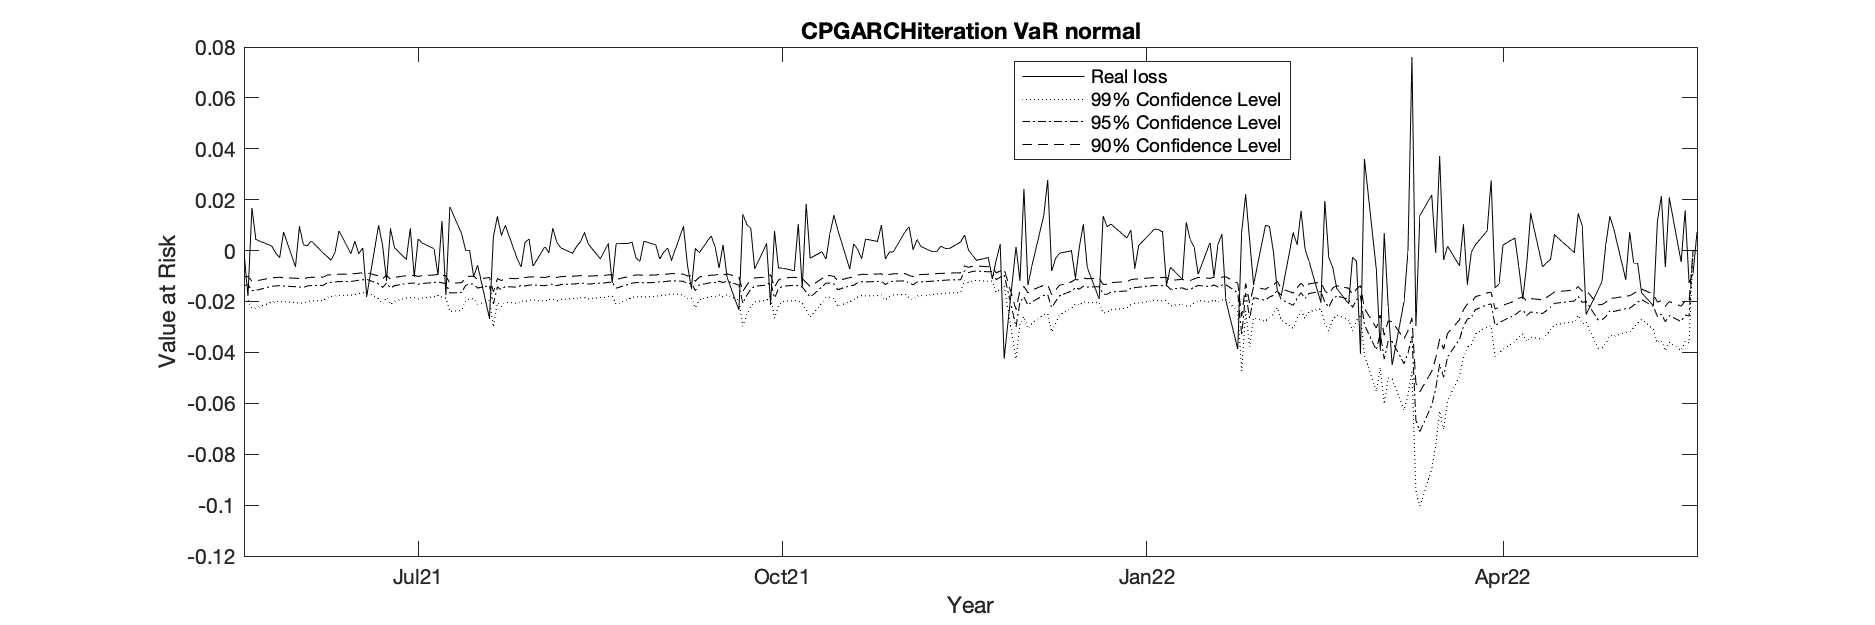 CPGARCHiteration VaR normal
0.08
0.06
0.04
0.02
0
-0.02
-0.04
-0.06
-0.08
-0.1
-0.12
Value at Risk
Real loss
99% Confidence Level
95% Confidence Level
90% Confidence Level
Jul21
Oct21
Jan22
Apr22
Year